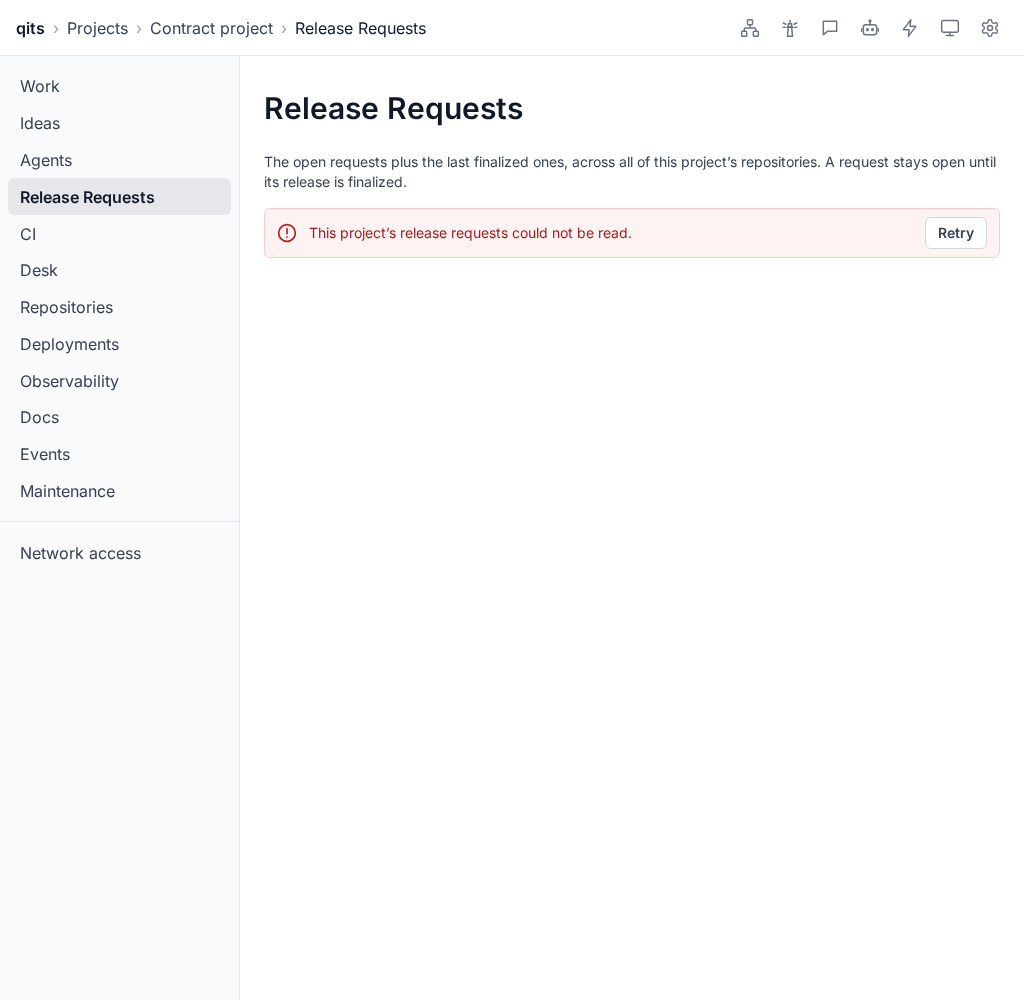 qits › Projects › Contract project › Release Requests
Work
Ideas
Agents
Release Requests
CI
Desk
Repositories
Deployments
Observability
Docs
Events
Maintenance
Network access
Release Requests
The open requests plus the last finalized ones, across all of this project’s repositories. A request stays open until
its release is finalized.
This project’s release requests could not be read.
Retry